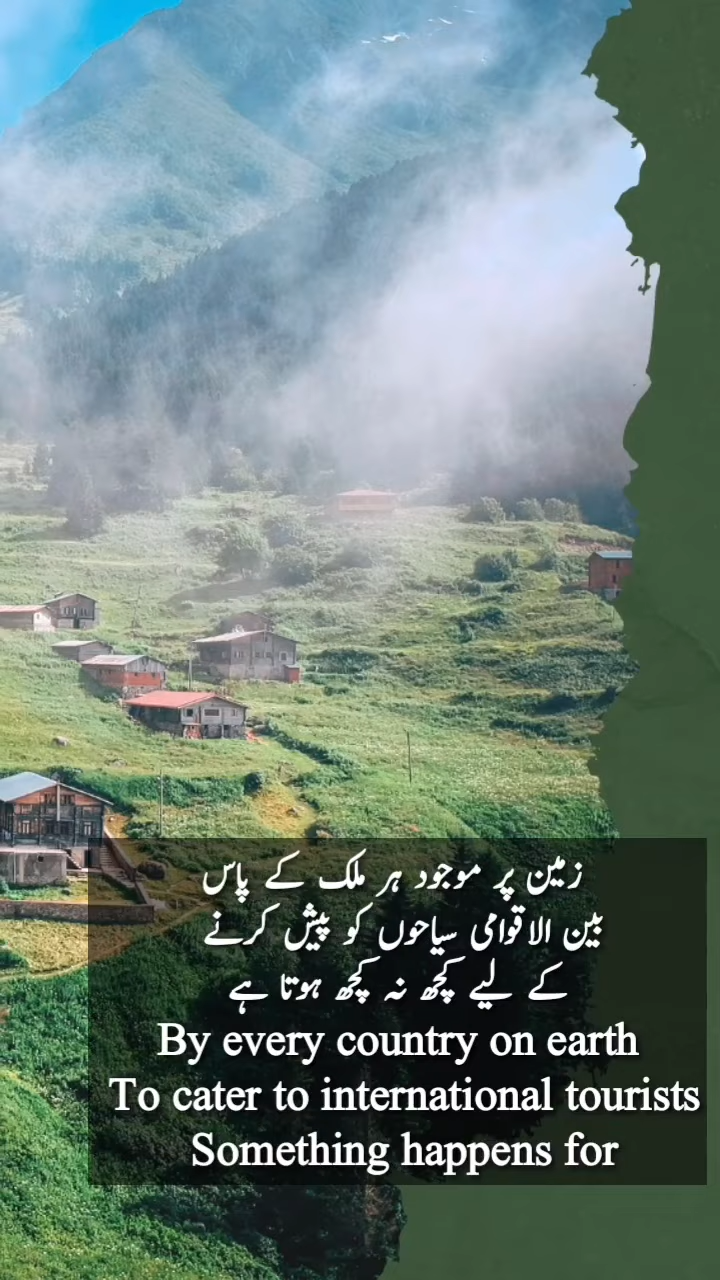 زمین پر موجود ہر ملک کے پاس
بین الاقوامی سیاحوں کو پیش کرنے
کے لیے کچھ نہ کچھ ہوتا ہے
By every country on earth
To cater to international tourists
Something happens for